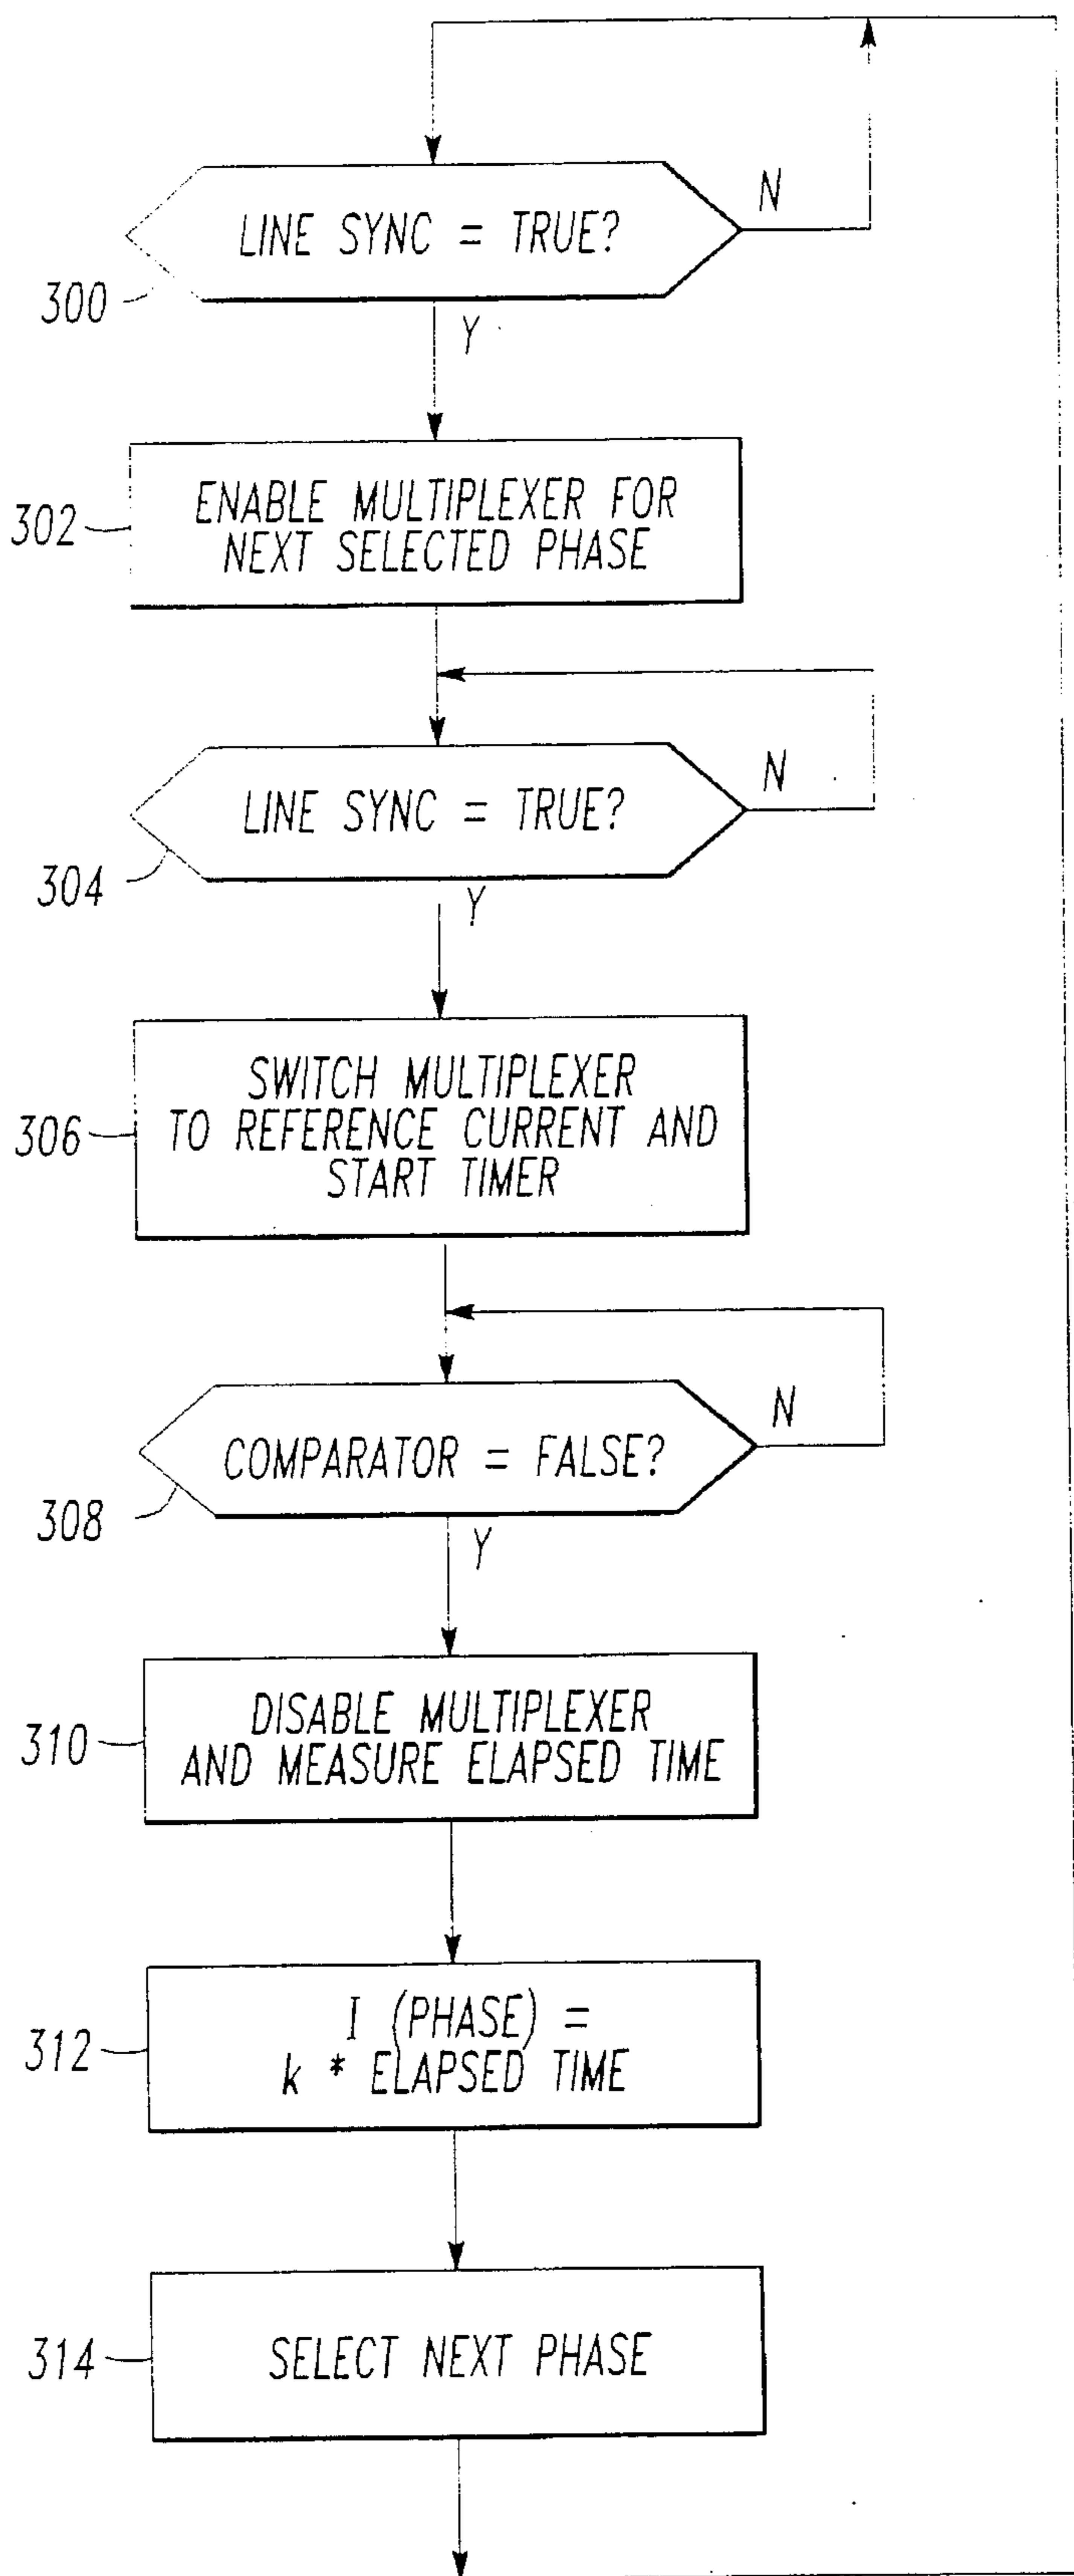 N
LINE SYNC = TRUE?
300
Y
302
ENABLE MULTIPLEXER FOR
NEXT SELECTED PHASE
N
LINE SYNC = TRUE?
304
Y
306
SWITCH MULTIPLEXER
TO REFERENCE CURRENT AND
START TIMER
N
COMPARATOR = FALSE?
308
Y
310
DISABLE MULTIPLEXER
AND MEASURE ELAPSED TIME
312
I (PHASE) =
k * ELAPSED TIME
314
SELECT NEXT PHASE